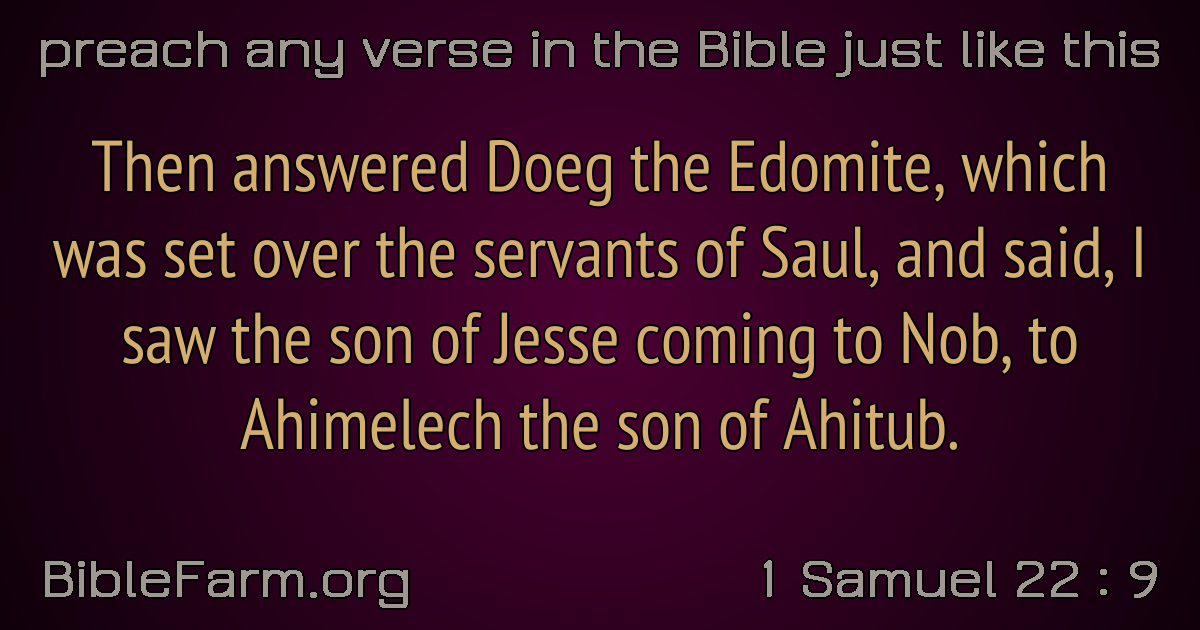 preach any verse in the Bible just like this
Then answered Doeg the Edomite, which
was set over the servants of Saul, and said, I
saw the son of Jesse coming to Nob, to
Ahimelech the son of Ahitub.
BibleFarm.org
1 Samuel 22 : 9